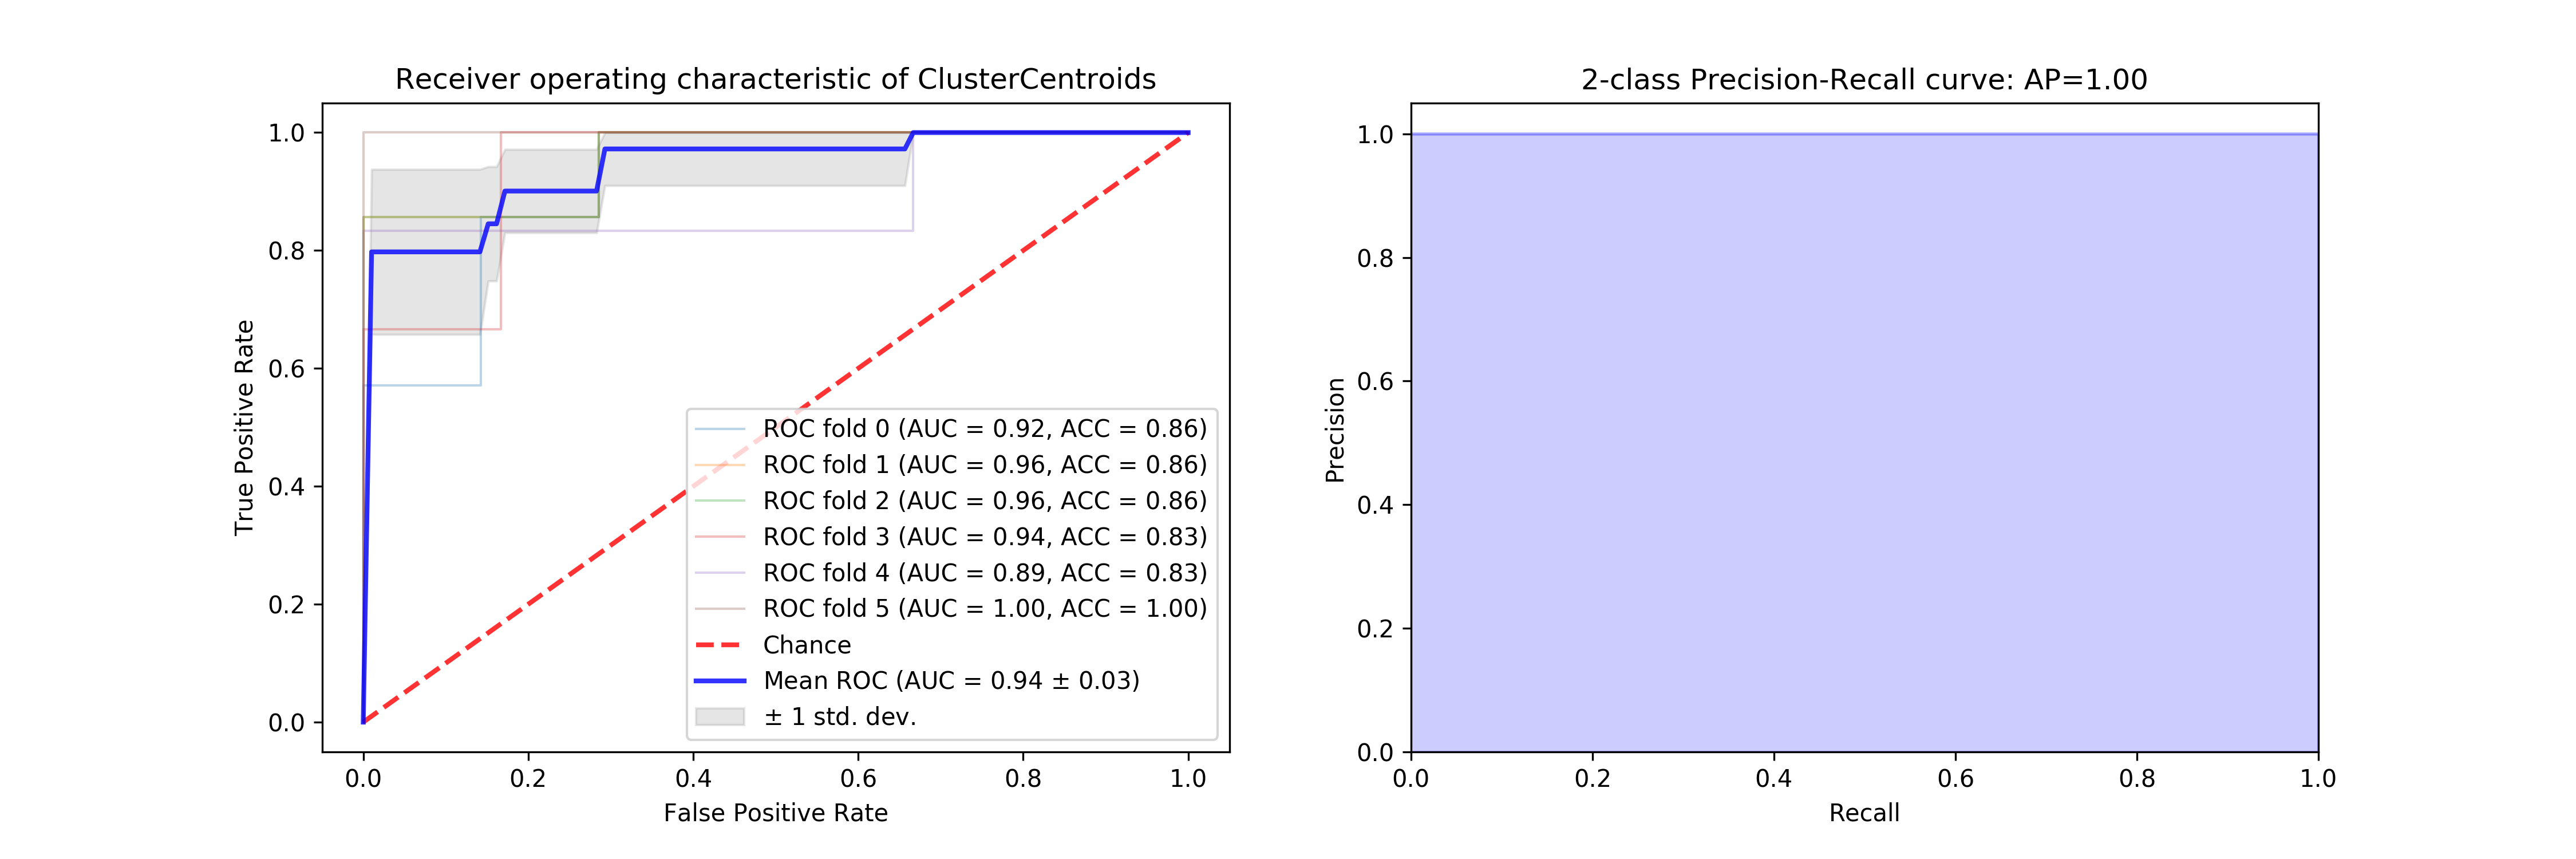 Receiver operating characteristic of ClusterCentroids
True Positive Rate
1.0
0.8
0.6
0.4
0.2
0.0
ROC fold 0 (AUC = 0.92, ACC = 0.86)
ROC fold 1 (AUC = 0.96, ACC = 0.86)
ROC fold 2 (AUC = 0.96, ACC = 0.86)
ROC fold 3 (AUC = 0.94, ACC = 0.83)
ROC fold 4 (AUC = 0.89, ACC = 0.83)
ROC fold 5 (AUC = 1.00, ACC = 1.00)
Chance
Mean ROC (AUC = 0.94 ± 0.03)
± 1 std. dev.
0.0 0.2 0.4 0.6 0.8 1.0
False Positive Rate
2-class Precision-Recall curve: AP=1.00
Precision
1.0
0.8
0.6
0.4
0.2
0.0
0.0 0.2 0.4 0.6 0.8 1.0
Recall